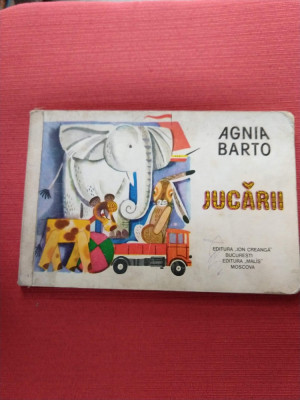 AGNIA
BARTO
JUCĂRII
EDITURA „ION CREANGĂ"
BUCUREȘTI
EDITURA „MALÎȘ"
MOSCOVA